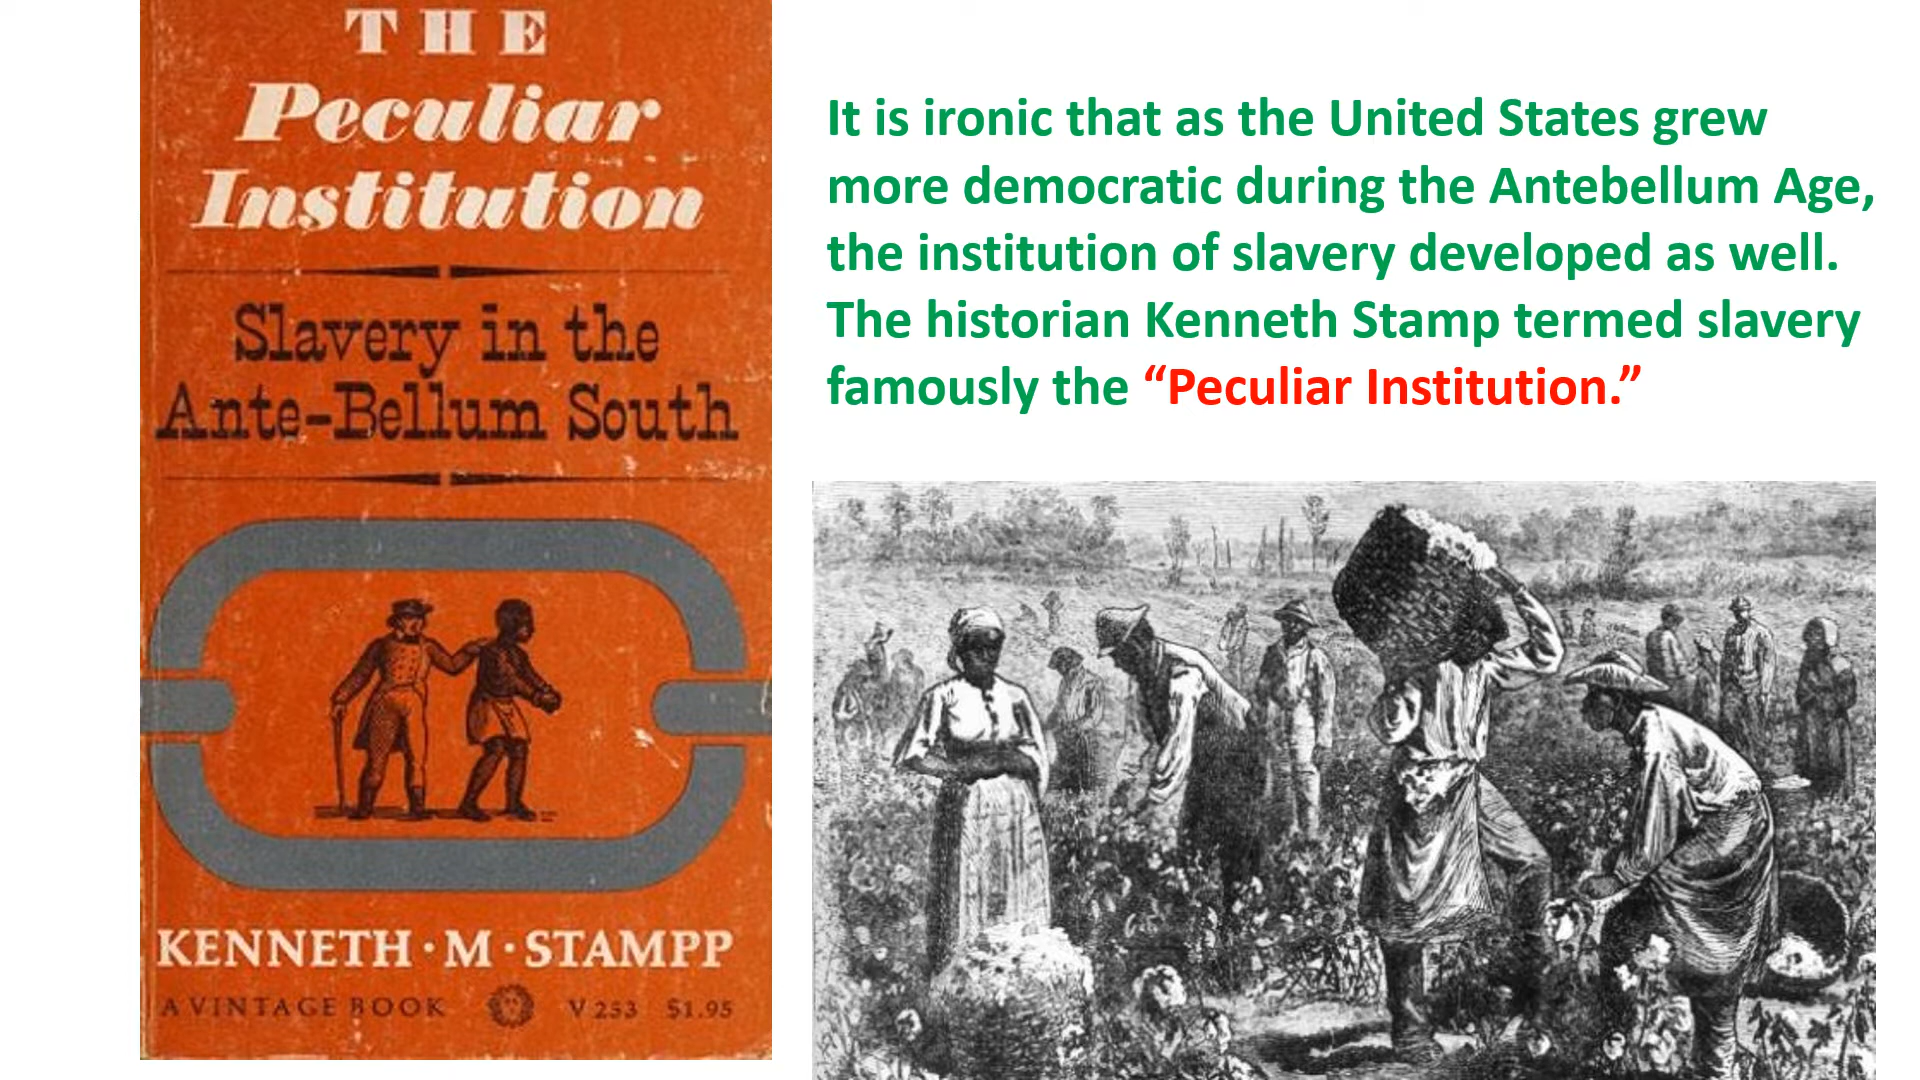 THE
Peculiar
Institution
Slavery in the
Ante-Bellum South
KENNETH · M · STAMPP
A VINTAGE BOOK V 253 $1.95
It is ironic that as the United States grew
more democratic during the Antebellum Age,
the institution of slavery developed as well.
The historian Kenneth Stamp termed slavery
famously the “Peculiar Institution.”